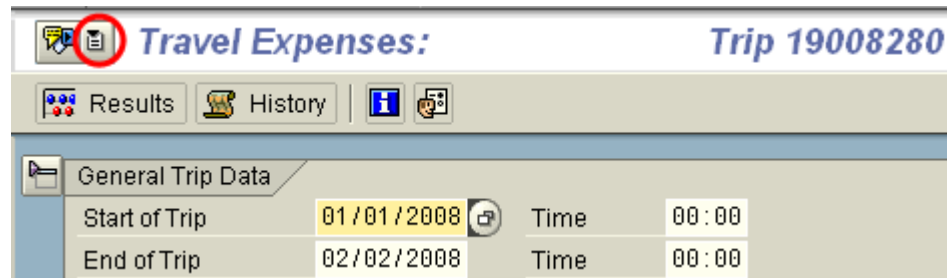 Travel Expenses: Trip 19008280
Results History
General Trip Data
Start of Trip 01/01/2008 Time 00:00
End of Trip 02/02/2008 Time 00:00